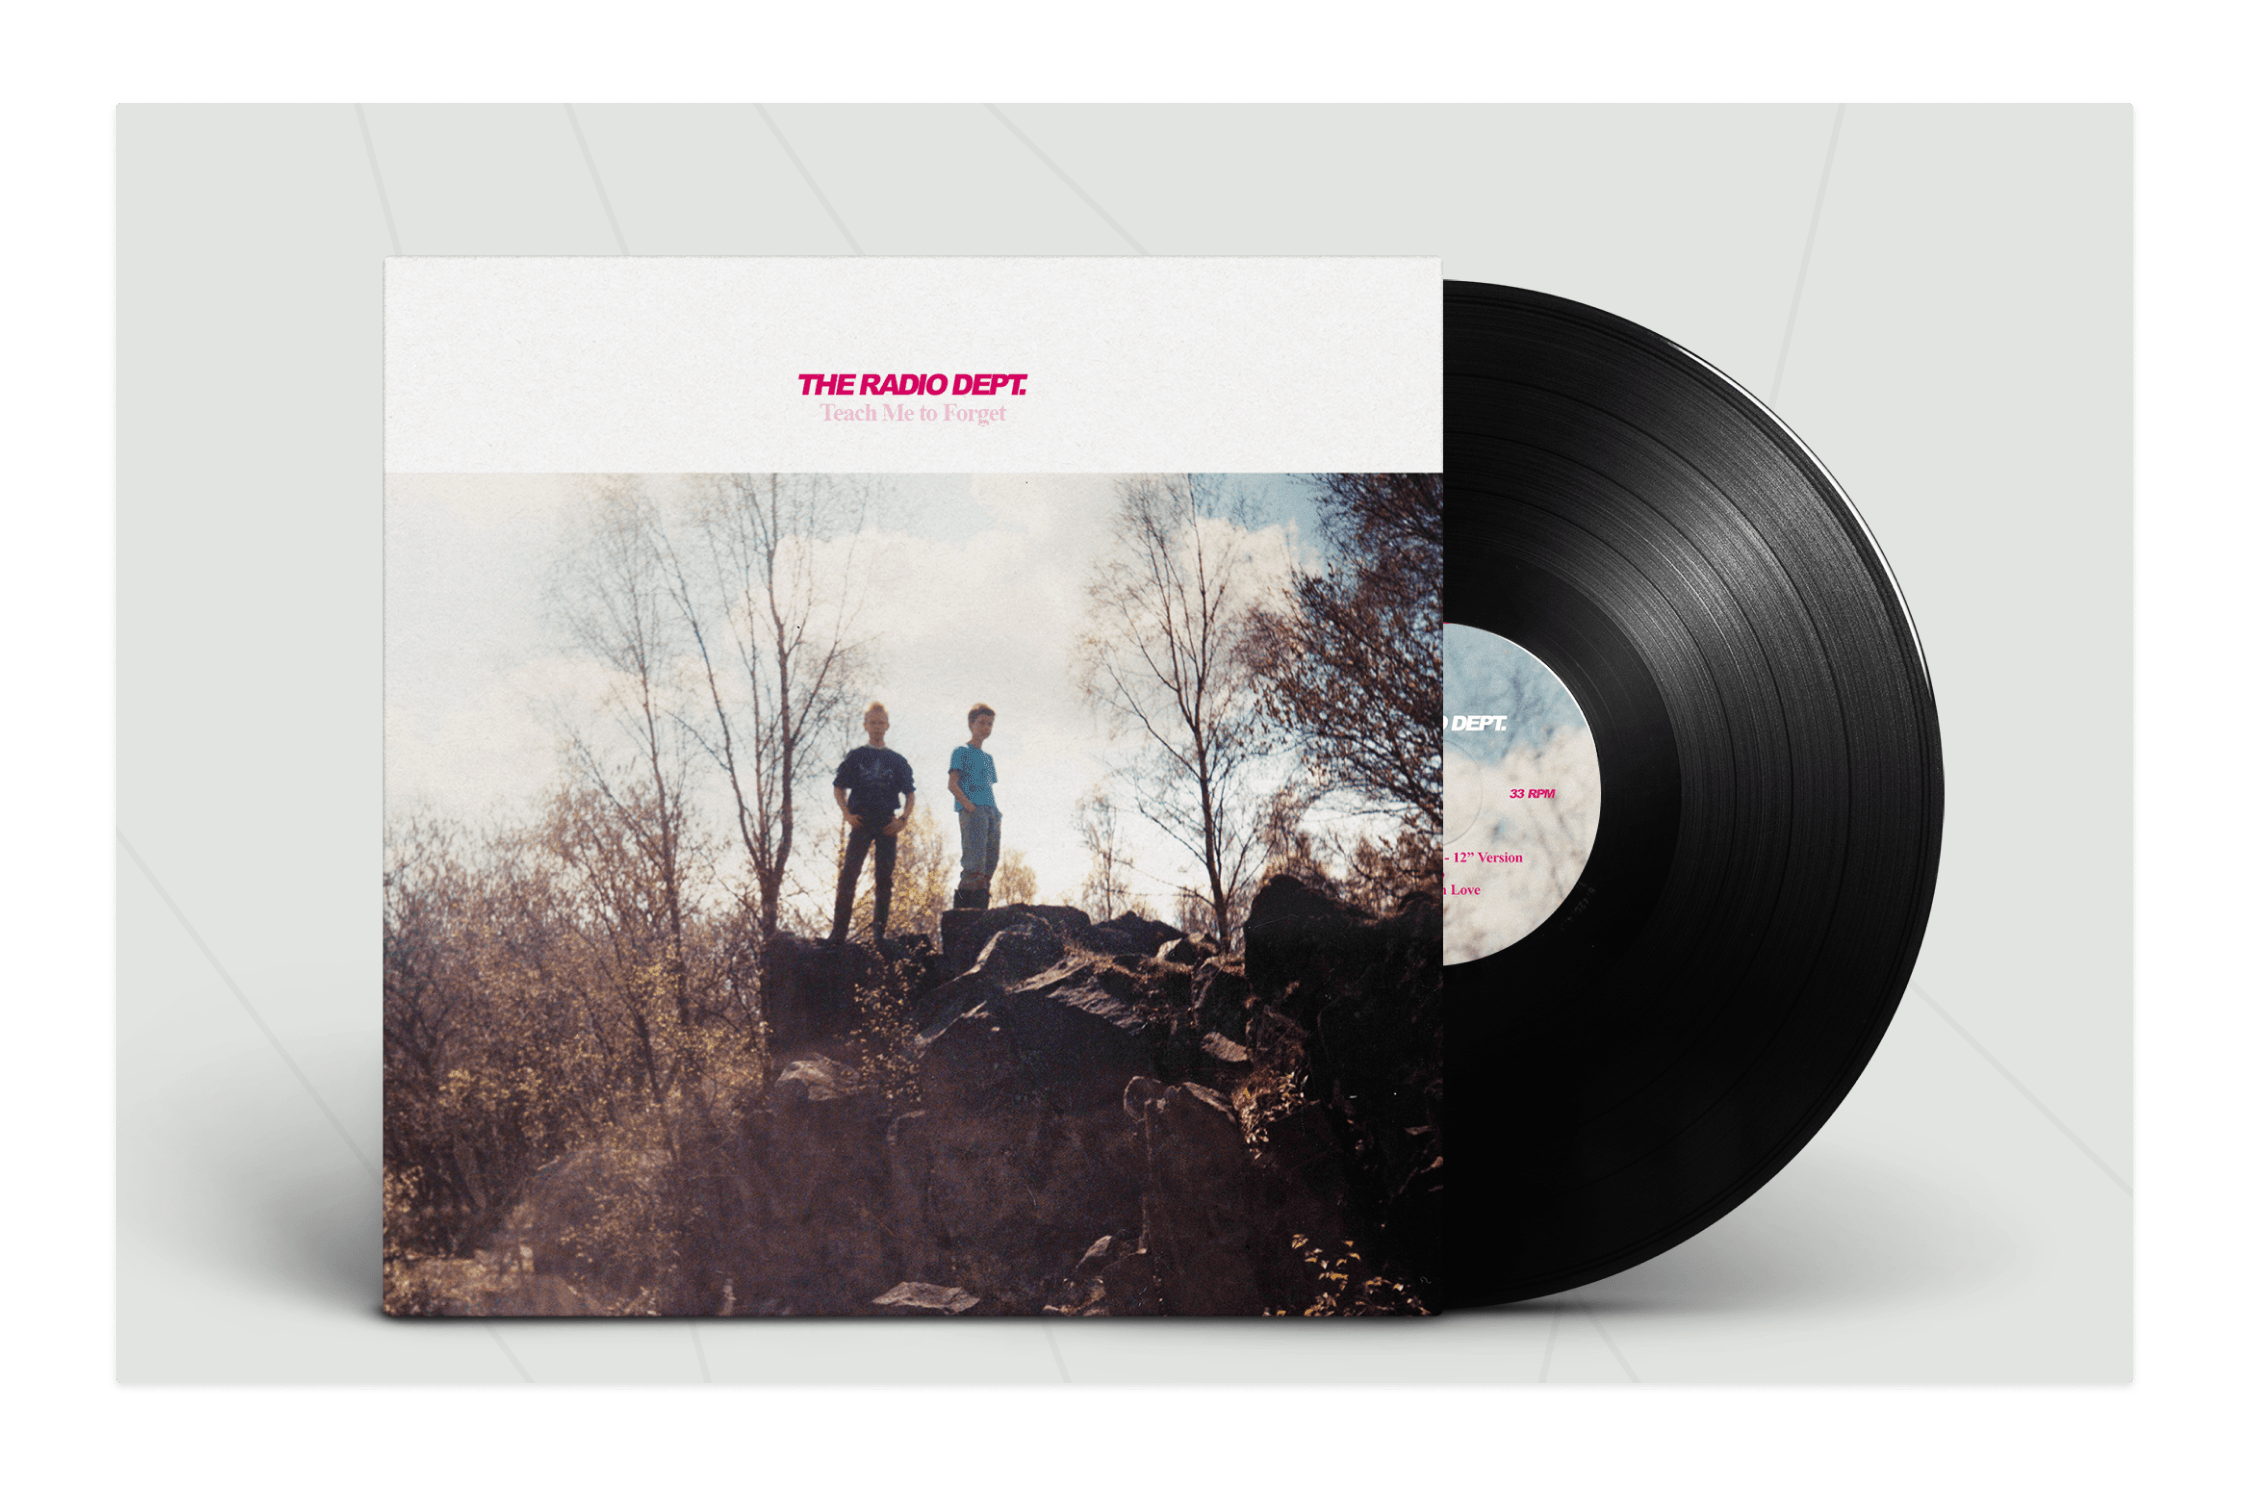 THE RADIO DEPT.
Teach Me to Forget
DEPT.
33 RPM
- 12” Version
Love